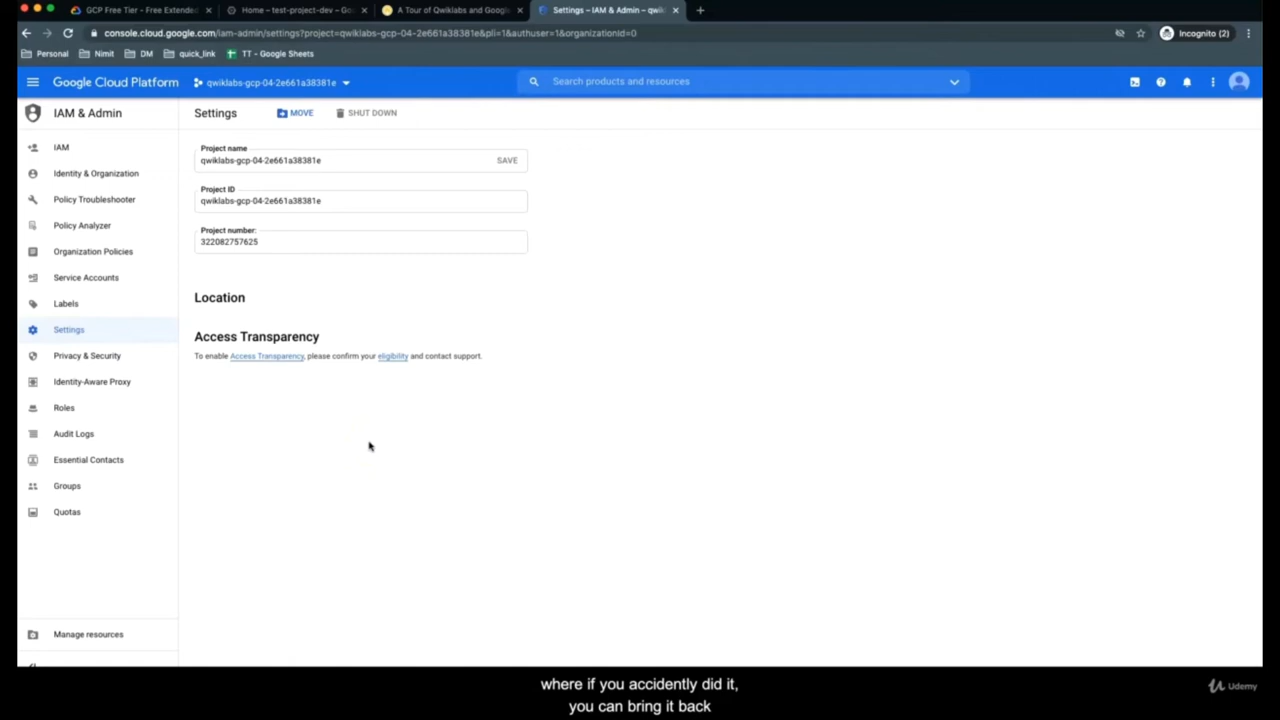 GCP Free Tier - Free Extended
Home – test-project-dev – Go
A Tour of Qwiklabs and Google
Settings – IAM & Admin – qwik
console.cloud.google.com/iam-admin/settings?project=qwiklabs-gcp-04-2e661a38381e&pli=1&authuser=1&organizationId=0
Incognito (2)
Personal
Nimit
DM
quick_link
TT - Google Sheets
Google Cloud Platform
qwiklabs-gcp-04-2e661a38381e
Search products and resources
IAM & Admin
Settings
MOVE
SHUT DOWN
IAM
Identity & Organization
Policy Troubleshooter
Policy Analyzer
Organization Policies
Service Accounts
Labels
Settings
Privacy & Security
Identity-Aware Proxy
Roles
Audit Logs
Essential Contacts
Groups
Quotas
Manage resources
Project name
qwiklabs-gcp-04-2e661a38381e
SAVE
Project ID
qwiklabs-gcp-04-2e661a38381e
Project number:
322082757625
Location
Access Transparency
To enable Access Transparency, please confirm your eligibility and contact support.
where if you accidently did it,
you can bring it back
Udemy